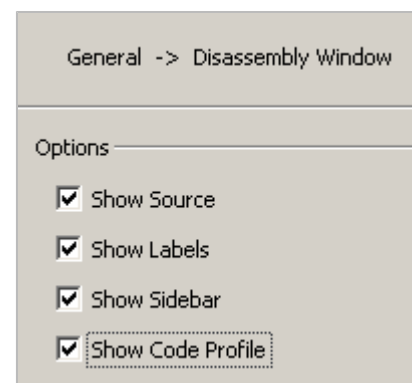 General -> Disassembly Window
Options
Show Source
Show Labels
Show Sidebar
Show Code Profile